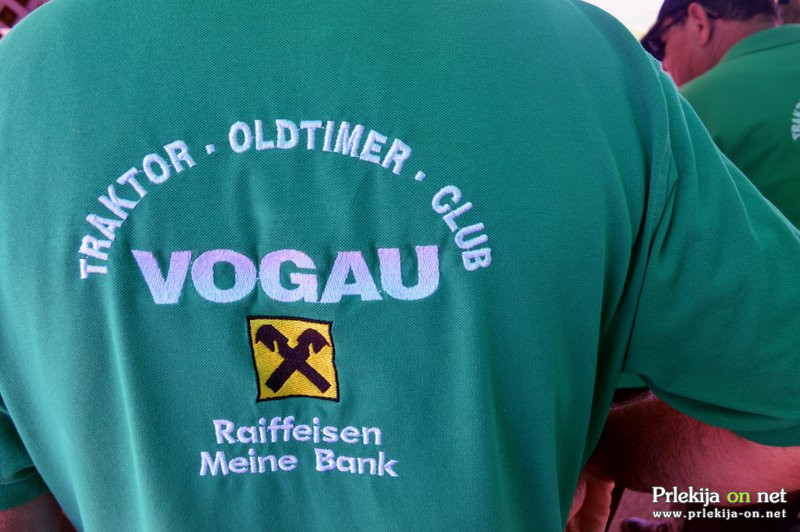 TRAKTOR · OLDTIMER · CLUB
VOGAU
Raiffeisen
Meine Bank
Prlekija on net
www.prlekija-on.net